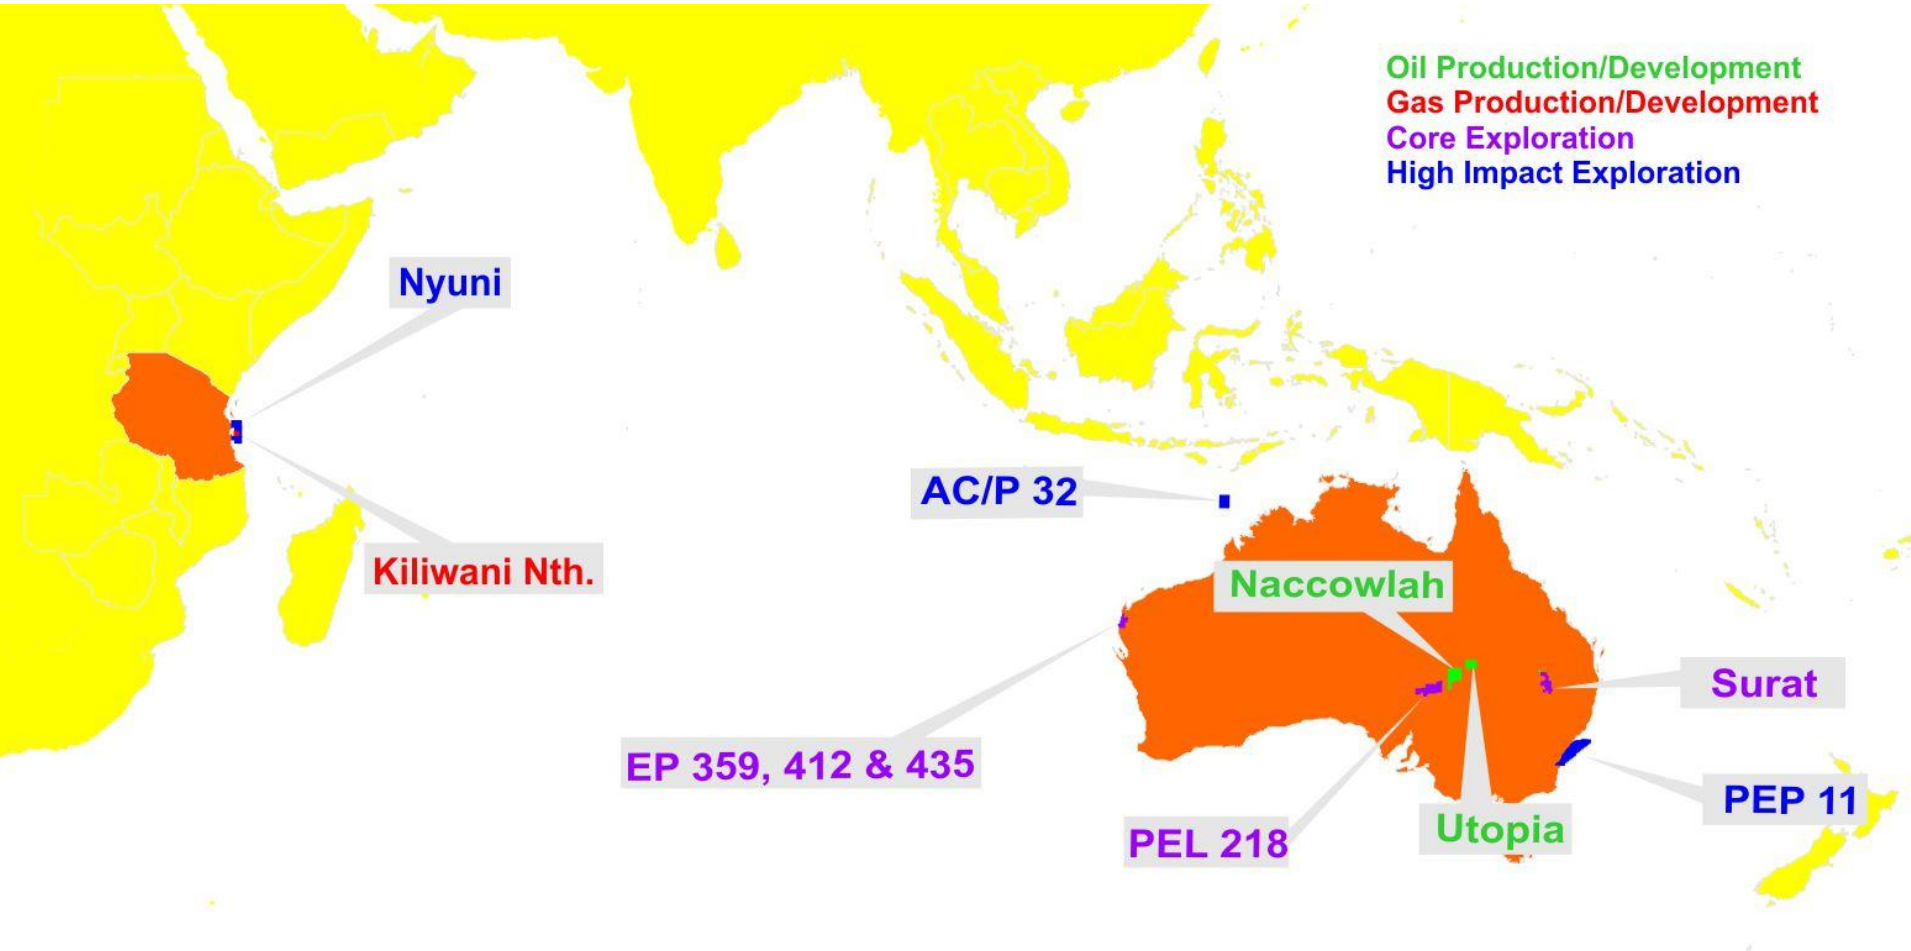 Oil Production/Development
Gas Production/Development
Core Exploration
High Impact Exploration
Nyuni
AC/P 32
Kiliwani Nth.
Naccowlah
Surat
EP 359, 412 & 435
PEP 11
PEL 218
Utopia